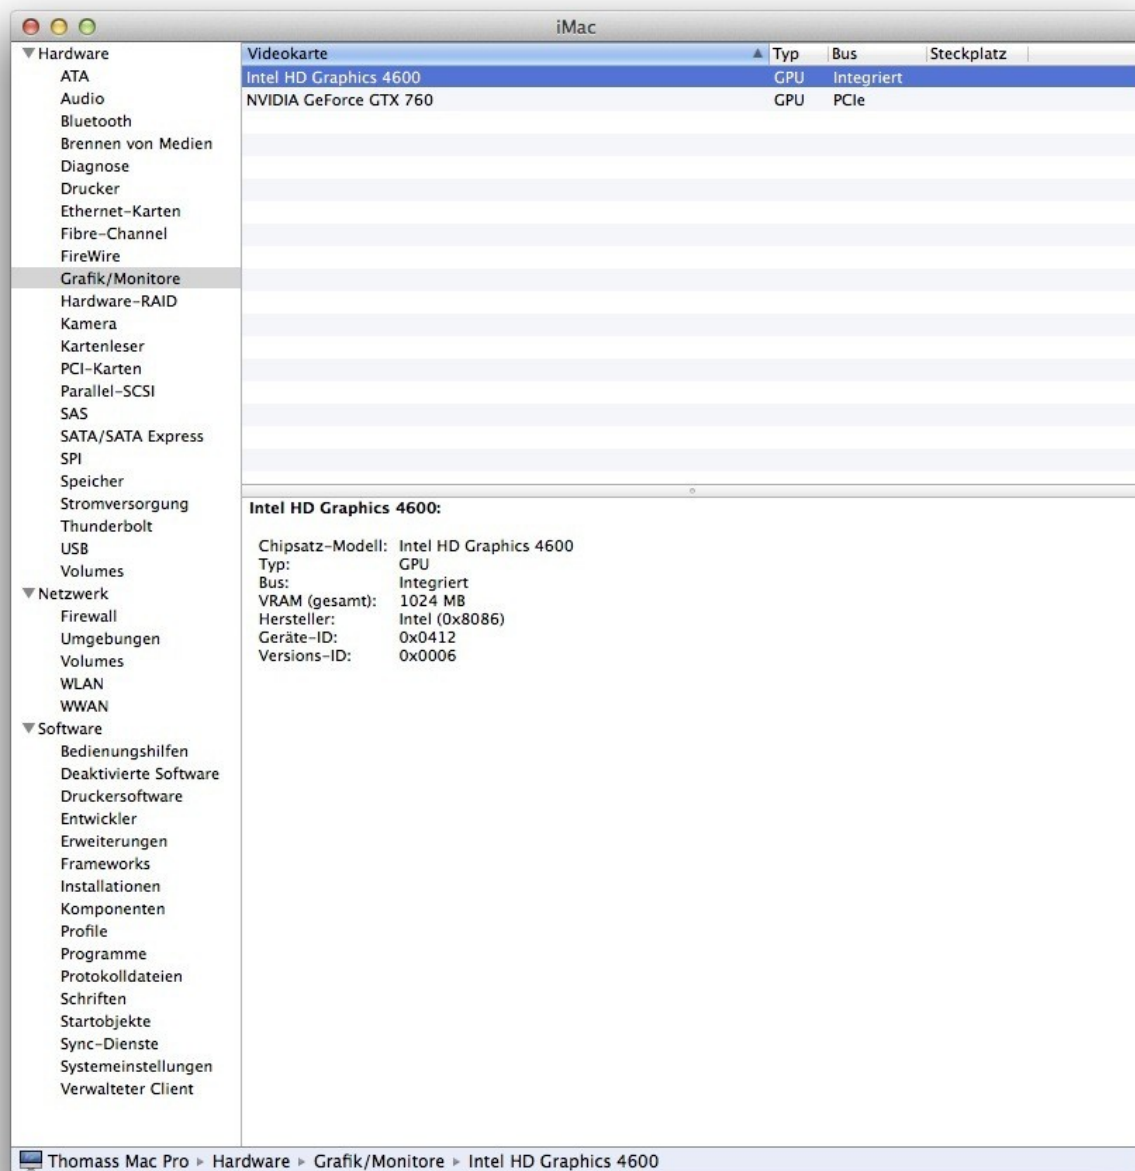 iMac
Hardware
ATA
Audio
Bluetooth
Brennen von Medien
Diagnose
Drucker
Ethernet-Karten
Fibre-Channel
FireWire
Grafik/Monitore
Hardware-RAID
Kamera
Kartenleser
PCI-Karten
Parallel-SCSI
SAS
SATA/SATA Express
SPI
Speicher
Stromversorgung
Thunderbolt
USB
Volumes
Netzwerk
Firewall
Umgebungen
Volumes
WLAN
WWAN
Software
Bedienungshilfen
Deaktivierte Software
Druckersoftware
Entwickler
Erweiterungen
Frameworks
Installationen
Komponenten
Profile
Programme
Protokolldateien
Schriften
Startobjekte
Sync-Dienste
Systemeinstellungen
Verwalteter Client
Videokarte Typ Bus Steckplatz
Intel HD Graphics 4600 GPU Integriert
NVIDIA GeForce GTX 760 GPU PCIe
Intel HD Graphics 4600:
Chipsatz-Modell: Intel HD Graphics 4600
Typ: GPU
Bus: Integriert
VRAM (gesamt): 1024 MB
Hersteller: Intel (0x8086)
Geräte-ID: 0x0412
Versions-ID: 0x0006
Thomass Mac Pro ▸ Hardware ▸ Grafik/Monitore ▸ Intel HD Graphics 4600